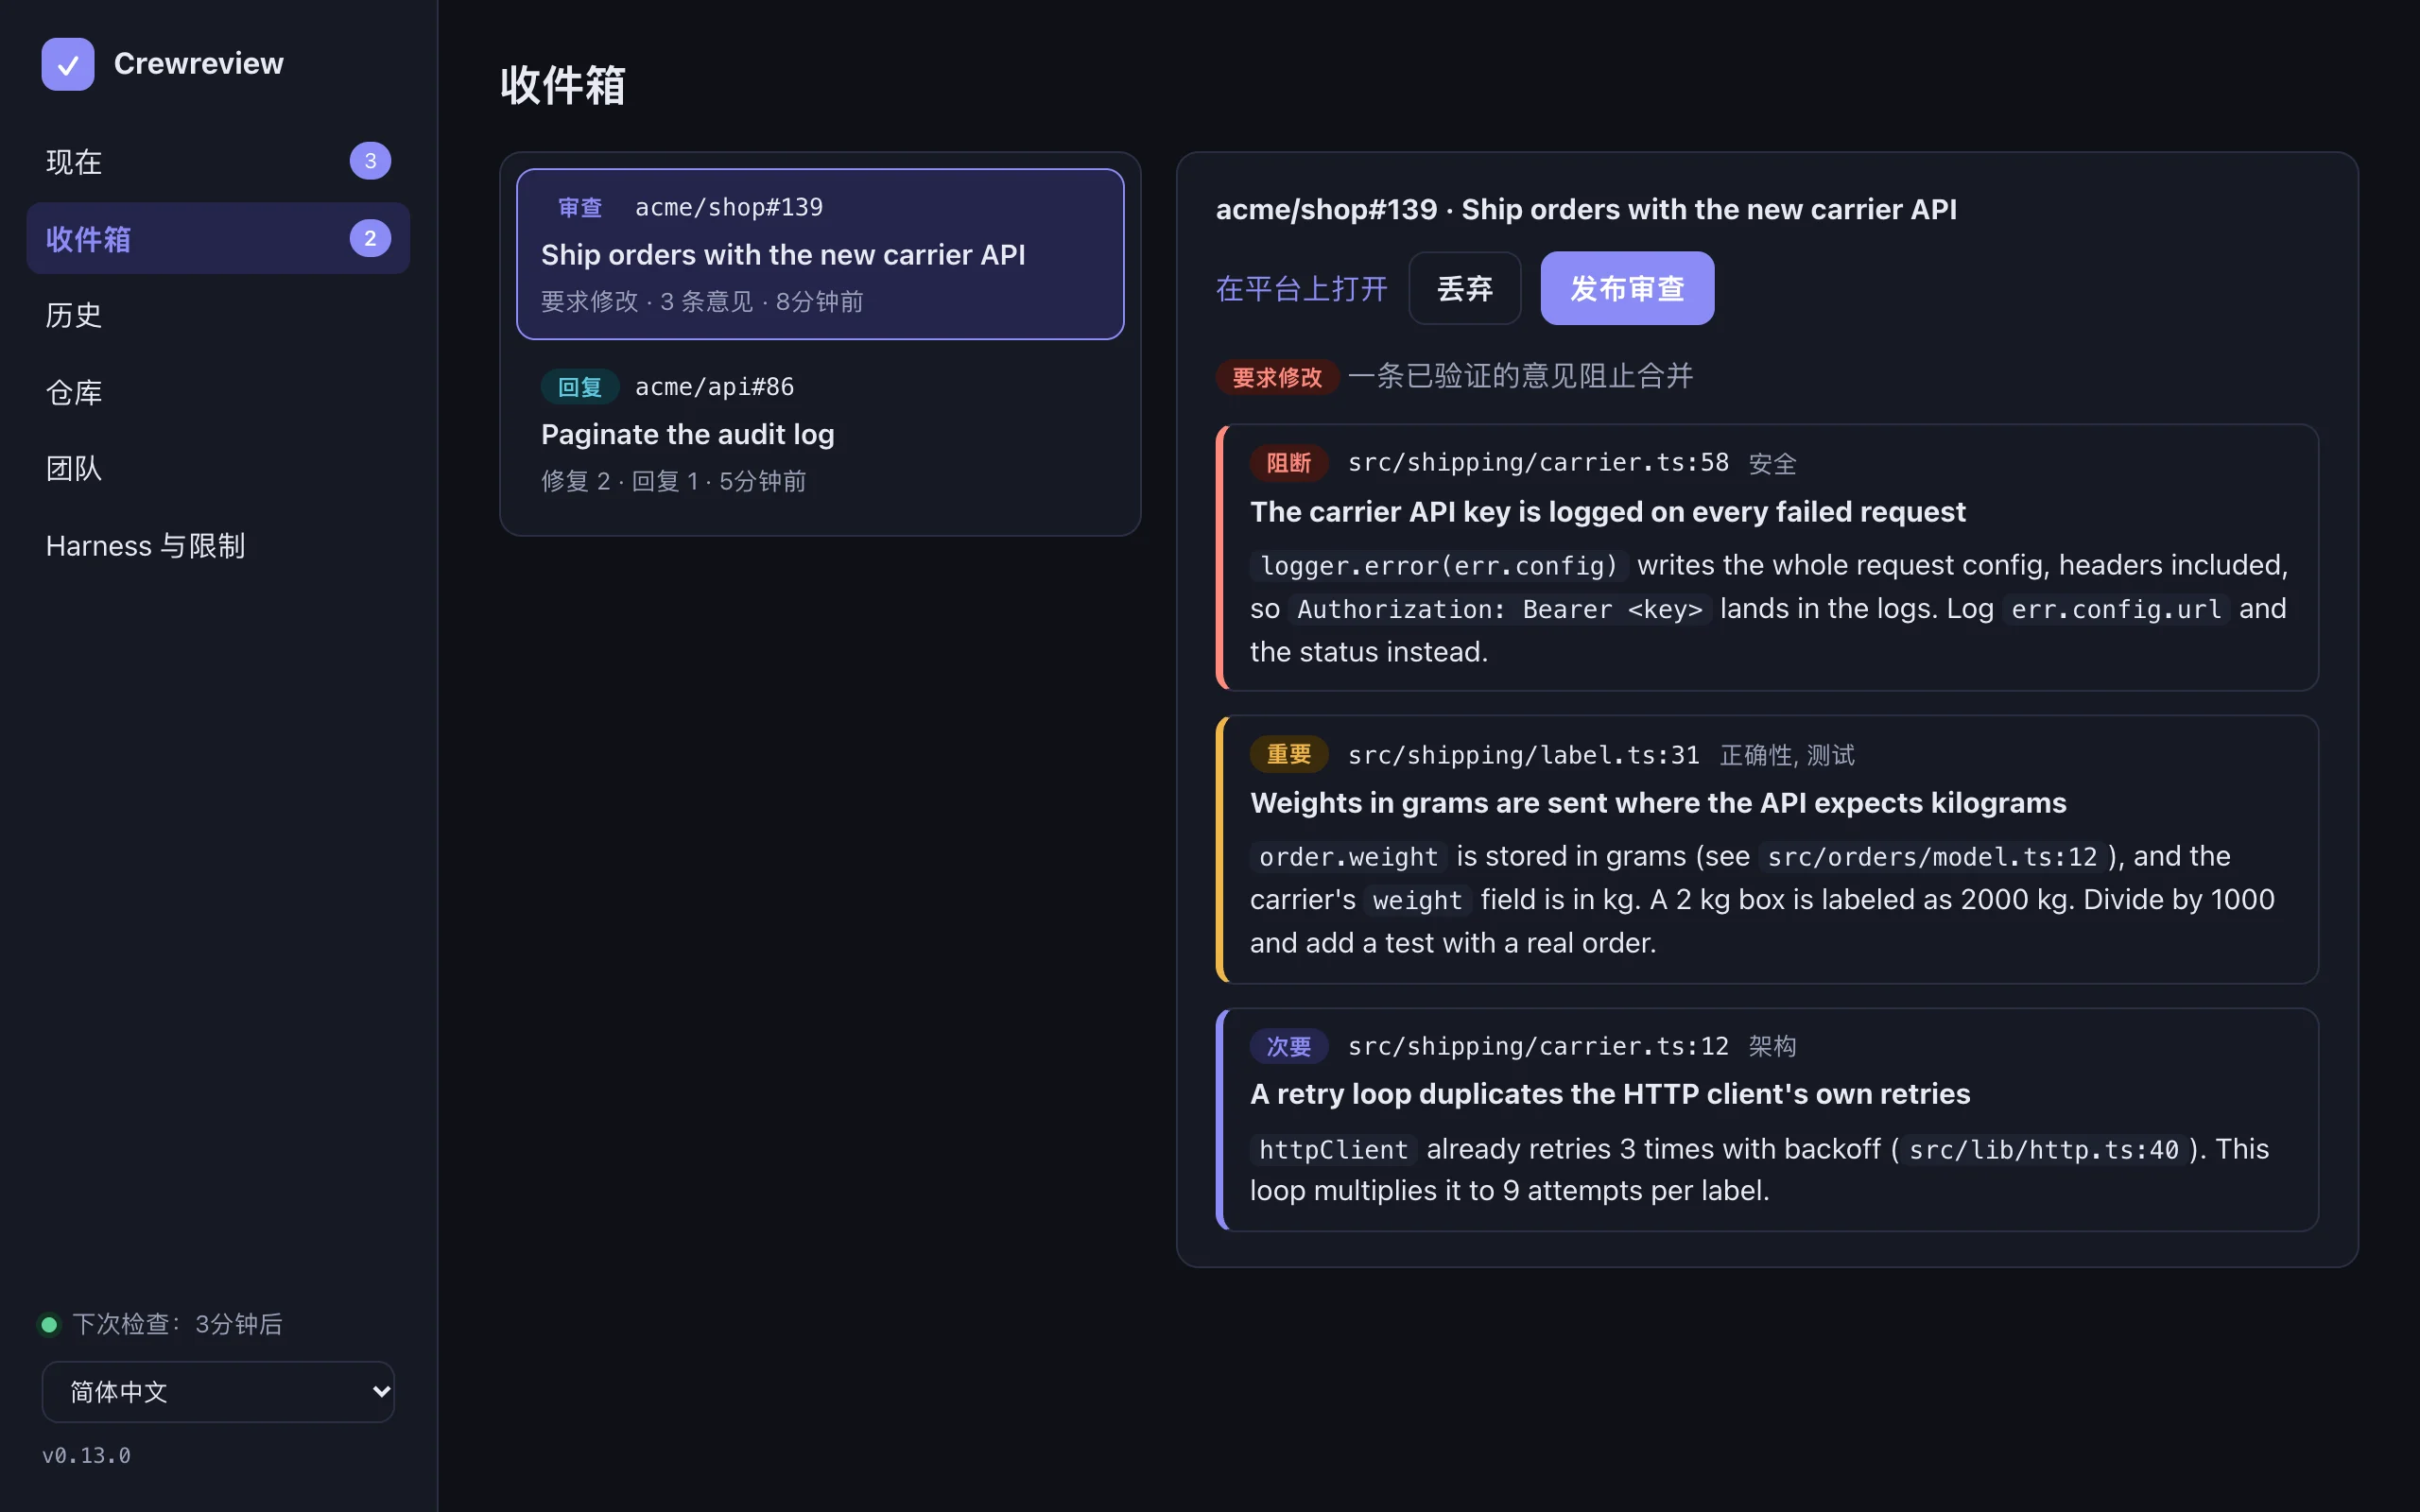 Crewreview
现在 3
收件箱 2
历史
仓库
团队
Harness 与限制
下次检查：3分钟后
简体中文
v0.13.0
收件箱
审查 acme/shop#139
Ship orders with the new carrier API
要求修改 · 3 条意见 · 8分钟前
回复 acme/api#86
Paginate the audit log
修复 2 · 回复 1 · 5分钟前
acme/shop#139 · Ship orders with the new carrier API
在平台上打开 丢弃 发布审查
要求修改 一条已验证的意见阻止合并
阻断 src/shipping/carrier.ts:58 安全
The carrier API key is logged on every failed request
logger.error(err.config) writes the whole request config, headers included,
so Authorization: Bearer <key> lands in the logs. Log err.config.url and
the status instead.
重要 src/shipping/label.ts:31 正确性, 测试
Weights in grams are sent where the API expects kilograms
order.weight is stored in grams (see src/orders/model.ts:12), and the
carrier's weight field is in kg. A 2 kg box is labeled as 2000 kg. Divide by 1000
and add a test with a real order.
次要 src/shipping/carrier.ts:12 架构
A retry loop duplicates the HTTP client's own retries
httpClient already retries 3 times with backoff (src/lib/http.ts:40). This
loop multiplies it to 9 attempts per label.